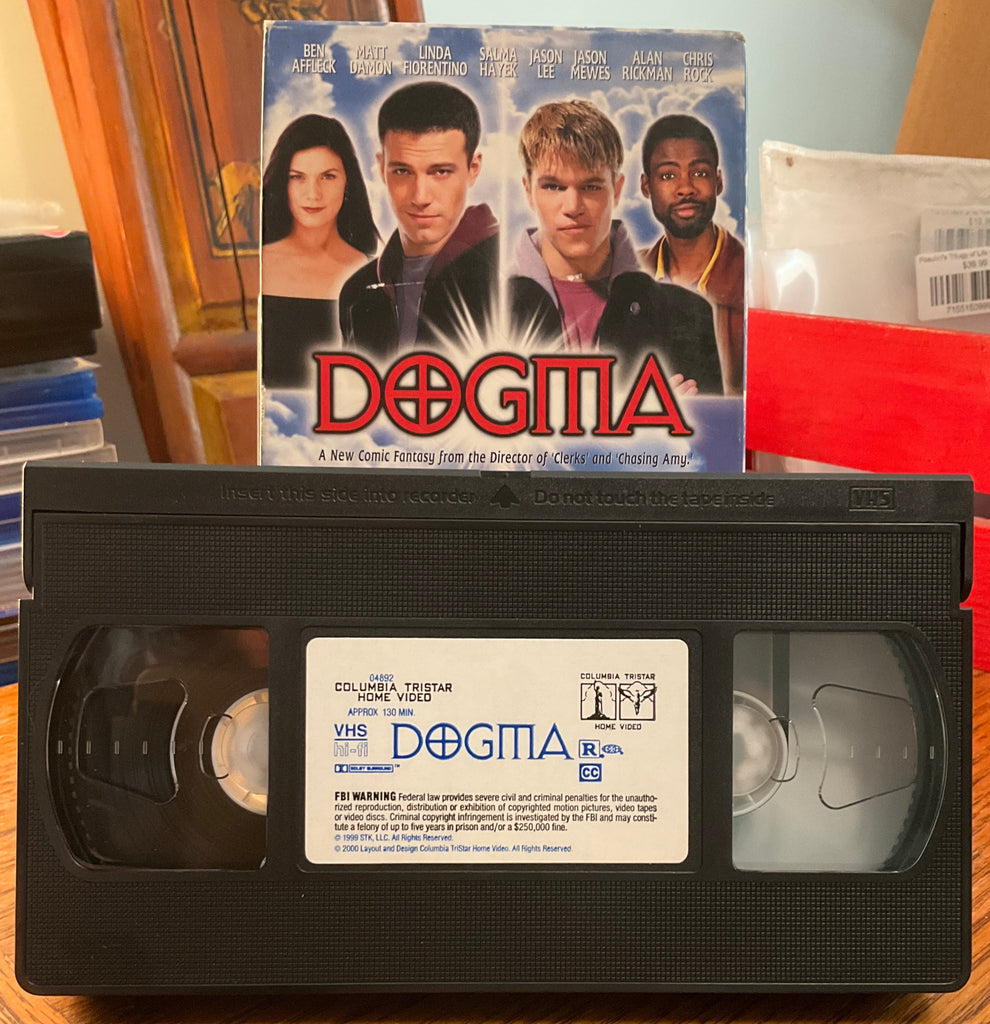 BEN AFFLECK
MATT DAMON
LINDA FIORENTINO
SALMA HAYEK
JASON LEE
JASON MEWES
ALAN RICKMAN
CHRIS ROCK
DOGMA
A New Comic Fantasy from the Director of 'Clerks' and 'Chasing Amy.'
$39.99
Insert this side into recorder
Do not touch the tape inside
VHS
04892
COLUMBIA TRISTAR
HOME VIDEO
APPROX 130 MIN.
VHS
hi-fi
DOLBY SURROUND™
DOGMA
R
CC
COLUMBIA TRISTAR
HOME VIDEO
FBI WARNING Federal law provides severe civil and criminal penalties for the unautho-
rized reproduction, distribution or exhibition of copyrighted motion pictures, video tapes
or video discs. Criminal copyright infringement is investigated by the FBI and may consti-
tute a felony of up to five years in prison and/or a $250,000 fine.
© 1999 STK, LLC. All Rights Reserved.
© 2000 Layout and Design Columbia TriStar Home Video. All Rights Reserved.